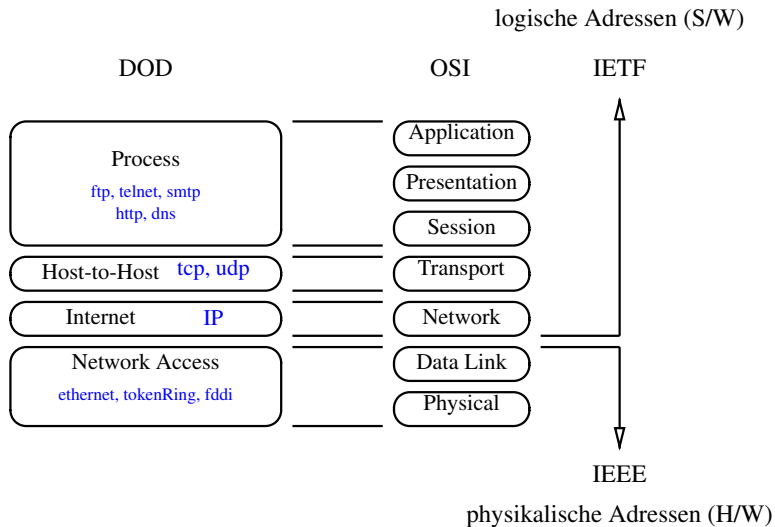 logische Adressen (S/W)
DOD
OSI
IETF
Process
ftp, telnet, smtp
http, dns
Application
Presentation
Session
Host-to-Host tcp, udp
Transport
Internet IP
Network
Network Access
ethernet, tokenRing, fddi
Data Link
Physical
IEEE
physikalische Adressen (H/W)